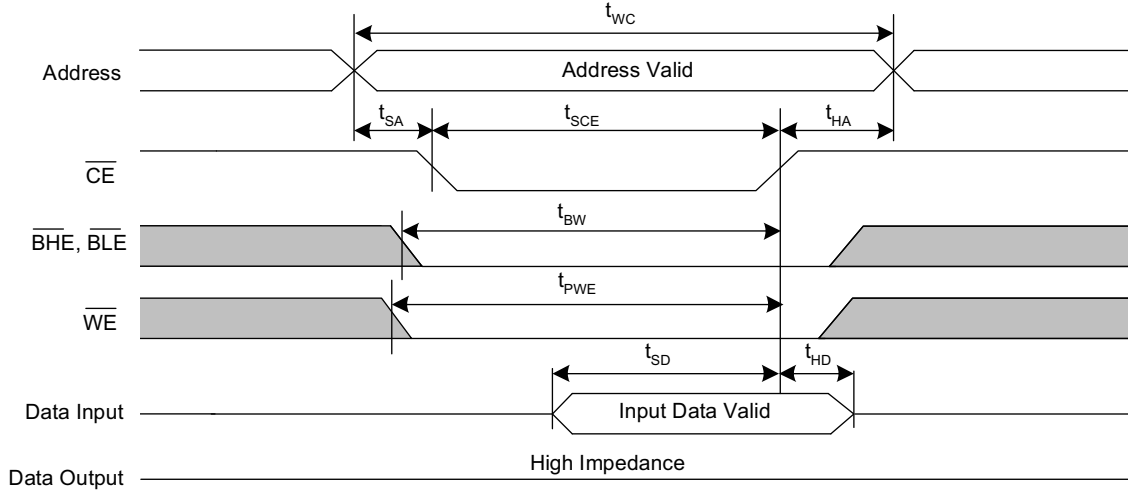 tWC
Address
Address Valid
tSA
tSCE
tHA
CE
tBW
BHE, BLE
tPWE
WE
tSD
tHD
Data Input
Input Data Valid
High Impedance
Data Output